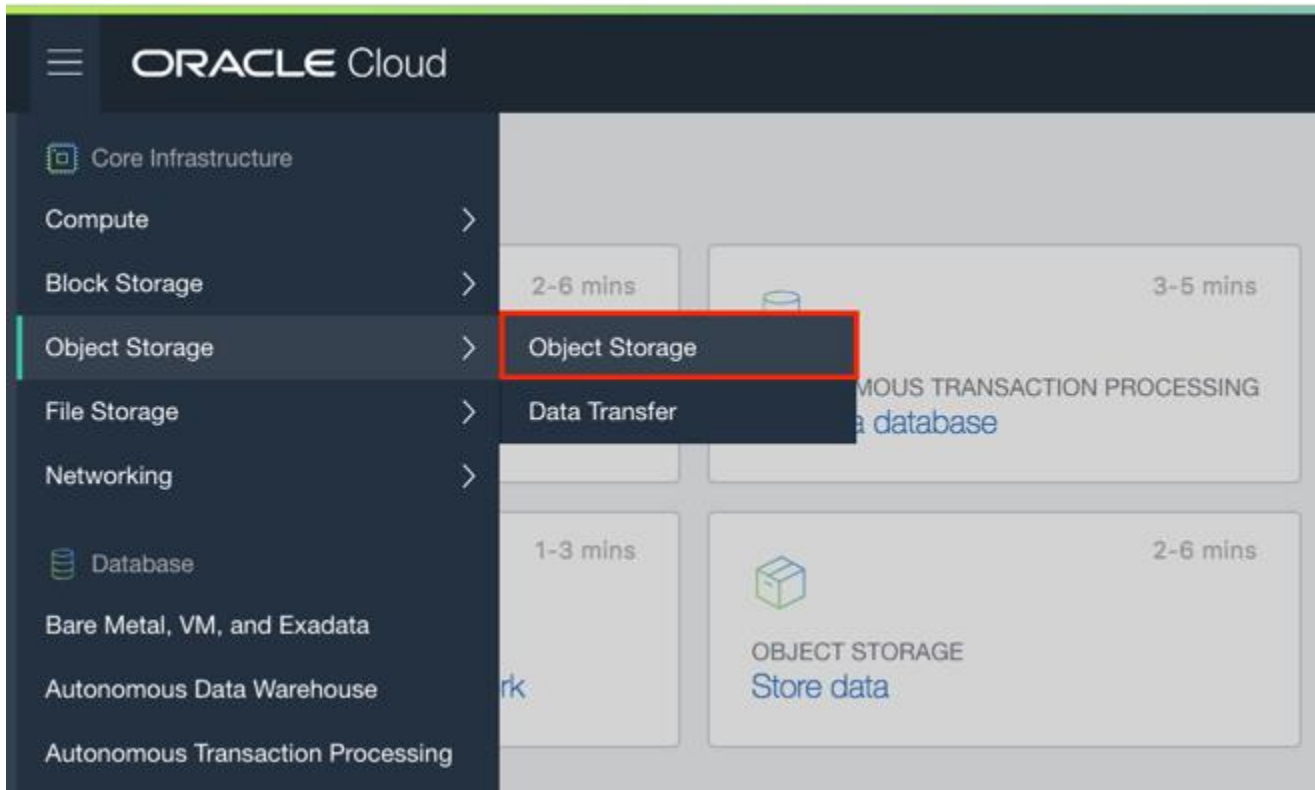 ORACLE Cloud
Core Infrastructure
Compute
Block Storage
Object Storage
File Storage
Networking
Database
Bare Metal, VM, and Exadata
Autonomous Data Warehouse
Autonomous Transaction Processing
Object Storage
Data Transfer
2-6 mins
3-5 mins
MOUS TRANSACTION PROCESSING
a database
1-3 mins
rk
2-6 mins
OBJECT STORAGE
Store data